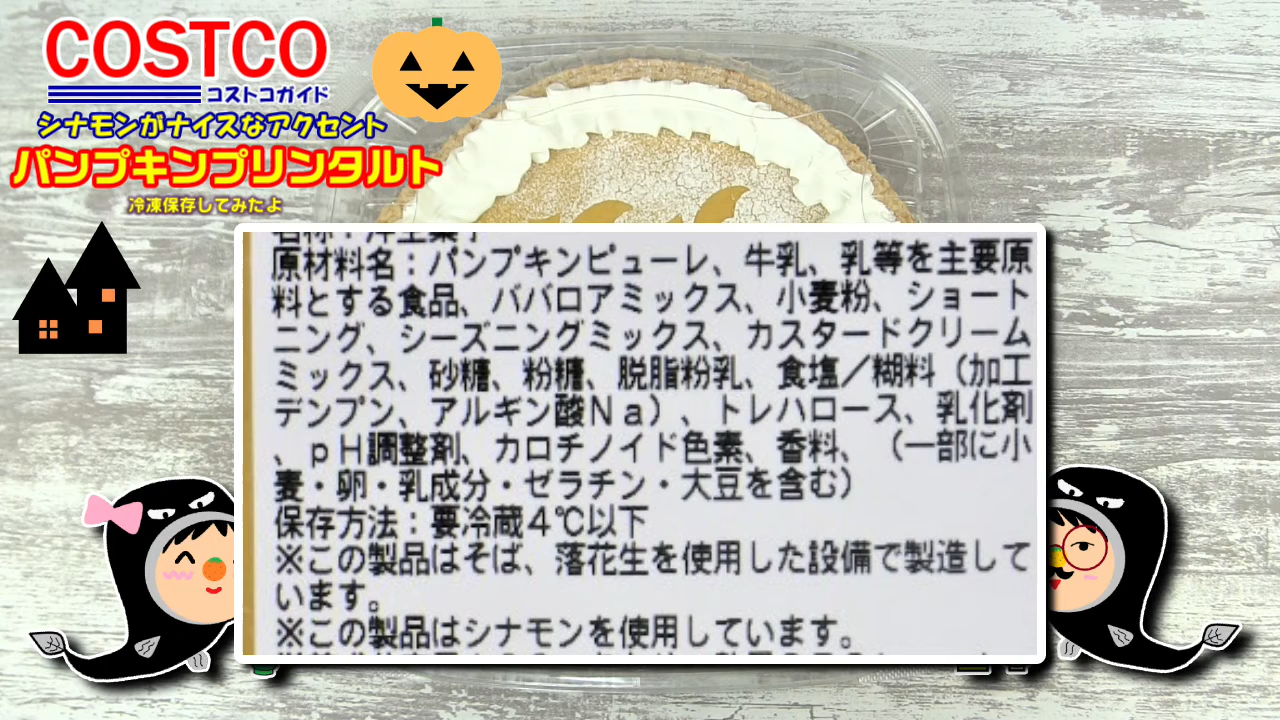 COSTCO
コストコガイド
シナモンがナイスなアクセント
パンプキンプリンタルト
冷凍保存してみたよ
原材料名：パンプキンピューレ、牛乳、乳等を主要原
料とする食品、ババロアミックス、小麦粉、ショート
ニング、シーズニングミックス、カスタードクリーム
ミックス、砂糖、粉糖、脱脂粉乳、食塩／糊料（加工
デンプン、アルギン酸Ｎａ）、トレハロース、乳化剤
、ｐＨ調整剤、カロチノイド色素、香料、（一部に小
麦・卵・乳成分・ゼラチン・大豆を含む）
保存方法：要冷蔵４℃以下
※この製品はそば、落花生を使用した設備で製造して
います。
※この製品はシナモンを使用しています。